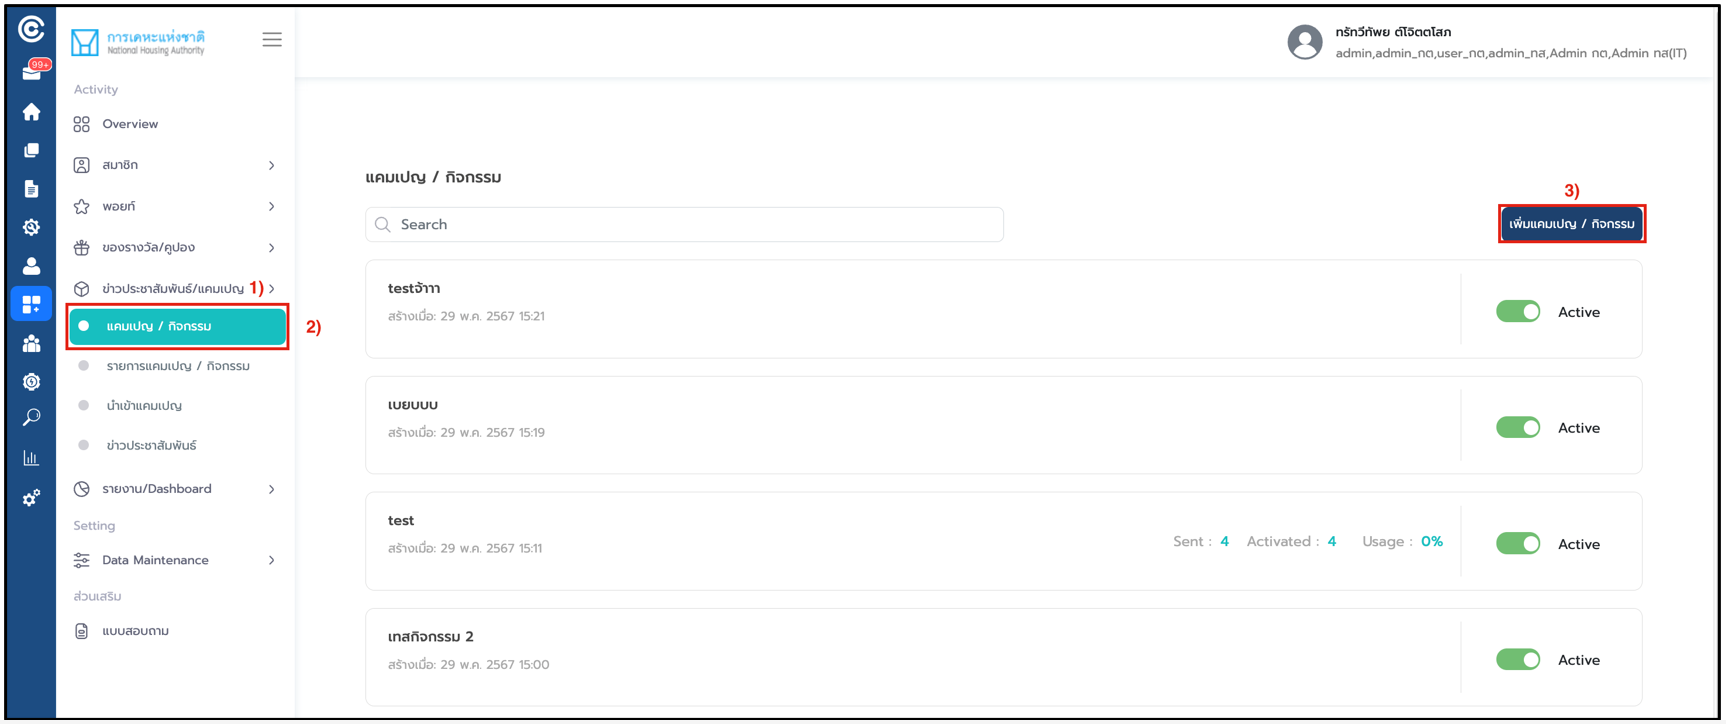 การเคหะแห่งชาติ
National Housing Authority
นรัทวีทัพย ต๊โจิตตโสภ
admin,admin_กต,user_กต,admin_กส,Admin กต,Admin กส(IT)
99+
Activity
Overview
สมาชิก
พอยท์
ของรางวัล/คูปอง
ข่าวประชาสัมพันธ์/แคมเปญ 1)
แคมเปญ / กิจกรรม 2)
รายการแคมเปญ / กิจกรรม
นำเข้าแคมเปญ
ข่าวประชาสัมพันธ์
รายงาน/Dashboard
Setting
Data Maintenance
ส่วนเสริม
แบบสอบถาม
แคมเปญ / กิจกรรม
3)
Search
เพิ่มแคมเปญ / กิจกรรม
testจ้าาา
สร้างเมื่อ: 29 พ.ค. 2567 15:21
Active
เบยบบบ
สร้างเมื่อ: 29 พ.ค. 2567 15:19
Active
test
สร้างเมื่อ: 29 พ.ค. 2567 15:11
Sent : 4 Activated : 4 Usage : 0%
Active
เทสกิจกรรม 2
สร้างเมื่อ: 29 พ.ค. 2567 15:00
Active